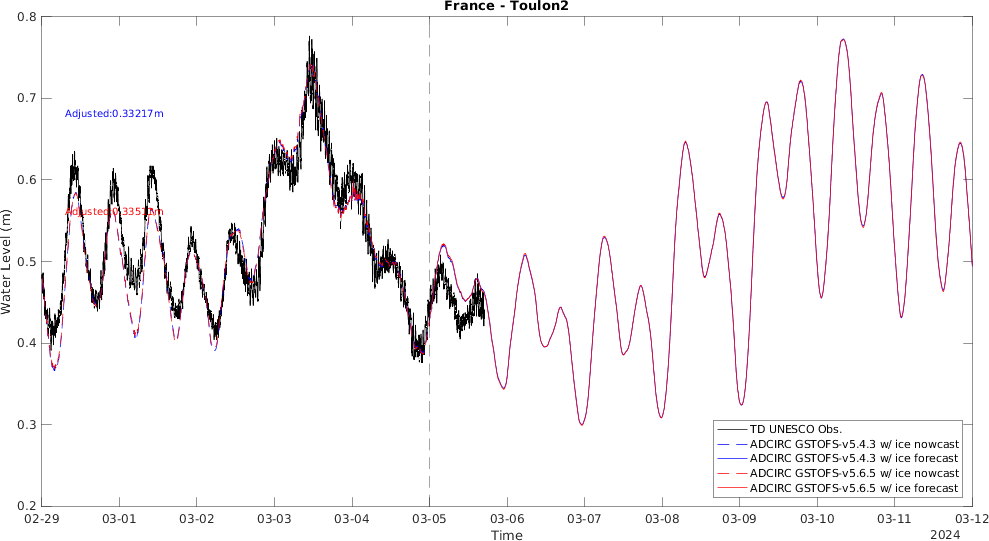 France - Toulon2
0.8
0.7
0.6
0.5
0.4
0.3
0.2
Water Level (m)
Adjusted:0.33217m
TD UNESCO Obs.
ADCIRC GSTOFS-v5.4.3 w/ ice nowcast
ADCIRC GSTOFS-v5.4.3 w/ ice forecast
ADCIRC GSTOFS-v5.6.5 w/ ice nowcast
ADCIRC GSTOFS-v5.6.5 w/ ice forecast
02-29 03-01 03-02 03-03 03-04 03-05 03-06 03-07 03-08 03-09 03-10 03-11 03-12
Time
2024